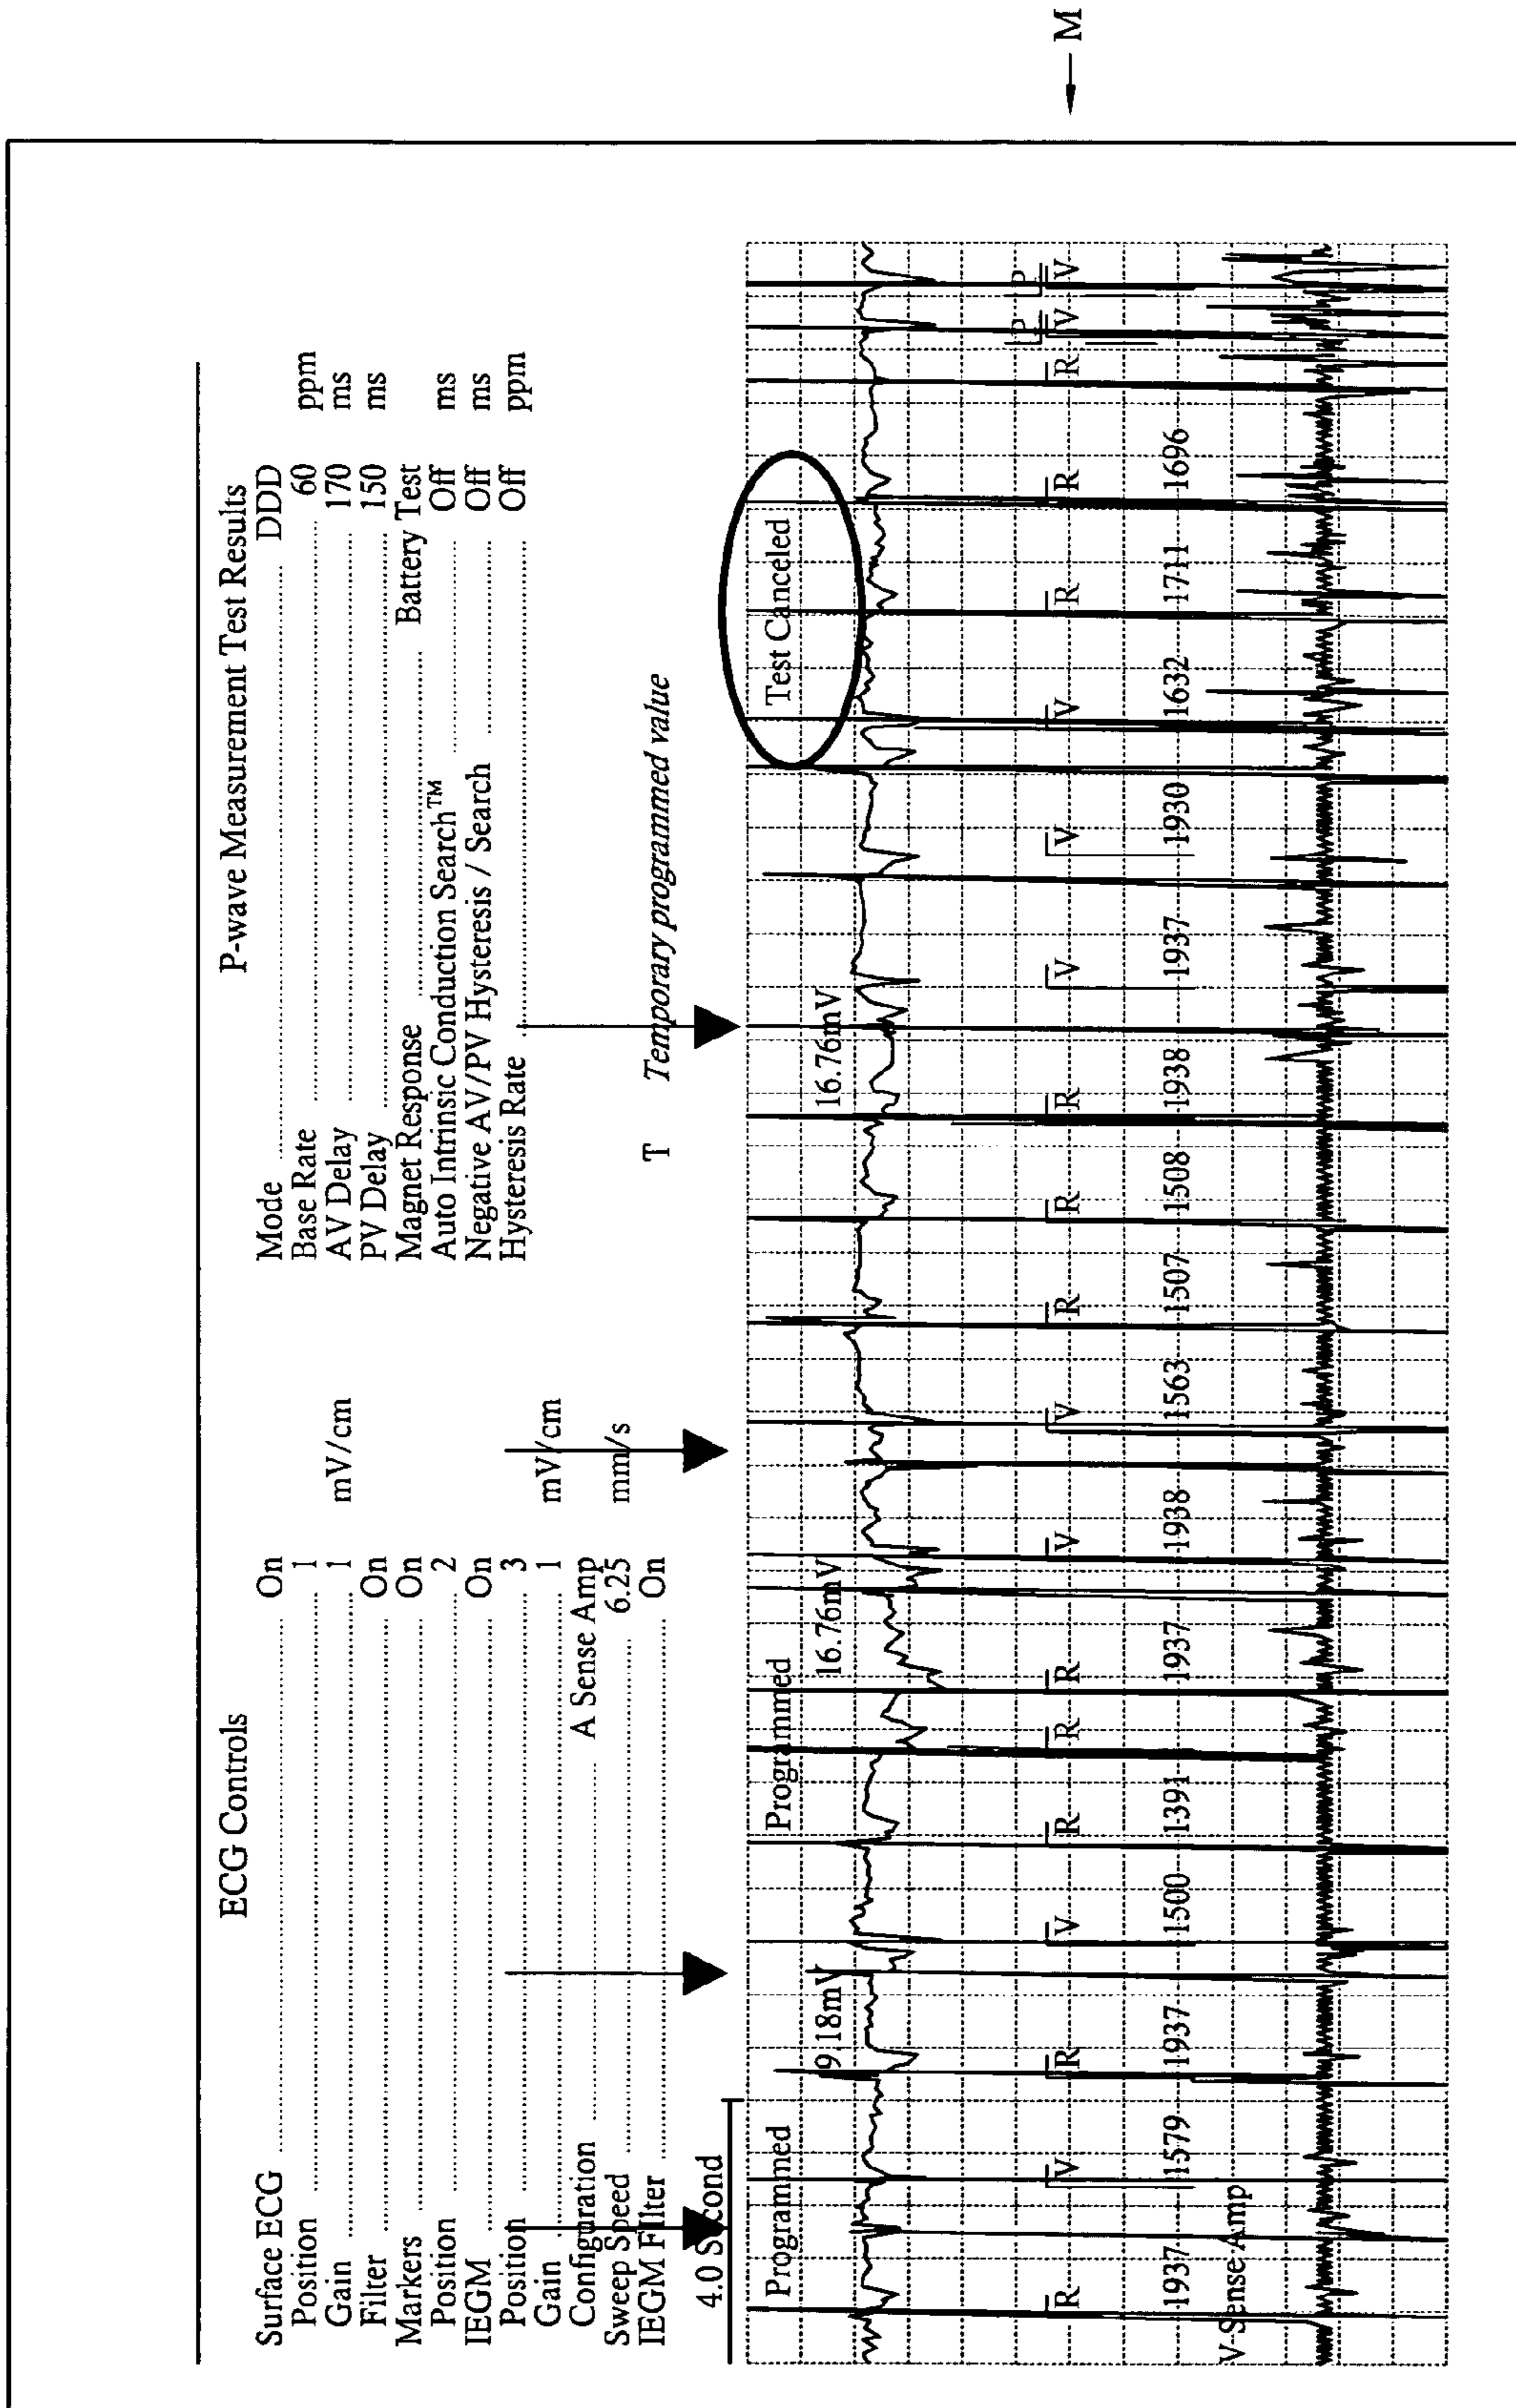 ECG Controls
Surface ECG ........ On
Position ........ 1
Gain ........ 1 mV/cm
Filter ........ On
Markers ........ On
Position ........ 2
IEGM ........ On
Position ........ 3
Gain ........ 1 mV/cm
Configuration ........ A Sense Amp
Sweep Speed ........ 6.25 mm/s
IEGM Filter ........ On
P-wave Measurement Test Results
Mode ........ DDD
Base Rate ........ 60 ppm
AV Delay ........ 170 ms
PV Delay ........ 150 ms
Magnet Response ........ Battery Test
Auto Intrinsic Conduction Search™ ........ Off ms
Negative AV/PV Hysteresis / Search ........ Off ms
Hysteresis Rate ........ Off ppm
T Temporary programmed value
4.0 Second
Programmed Programmed Test Canceled
9.18mV 16.76mV 16.76mV
P P
R V R V R R R V V R R R V V V R R R V V
← M
1937 1579 1937 1500 1391 1937 1938 1563 1507 1508 1938 1937 1930 1632 1711 1696
V-Sense Amp